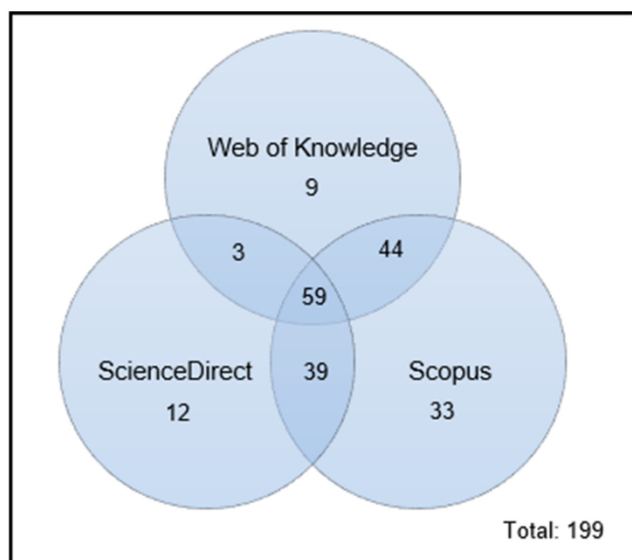 Web of Knowledge
9
3
44
59
ScienceDirect
39
Scopus
12
33
Total: 199